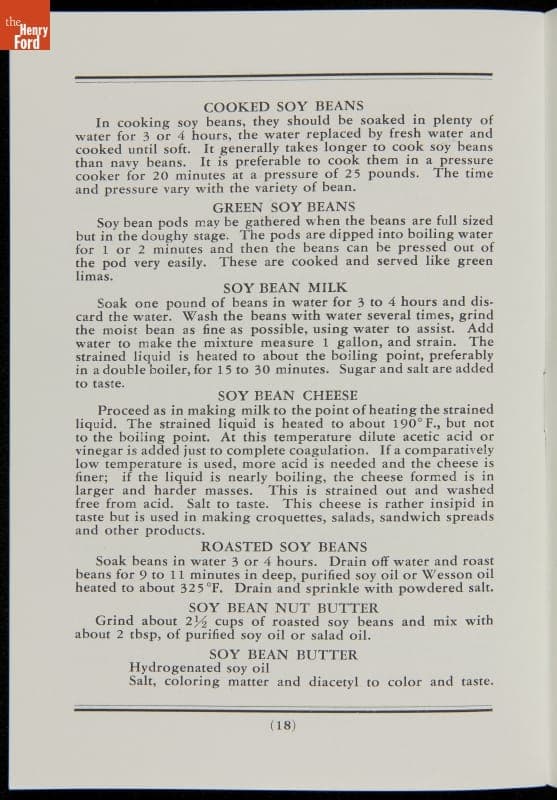 the
Henry
Ford
COOKED SOY BEANS
In cooking soy beans, they should be soaked in plenty of
water for 3 or 4 hours, the water replaced by fresh water and
cooked until soft. It generally takes longer to cook soy beans
than navy beans. It is preferable to cook them in a pressure
cooker for 20 minutes at a pressure of 25 pounds. The time
and pressure vary with the variety of bean.
GREEN SOY BEANS
Soy bean pods may be gathered when the beans are full sized
but in the doughy stage. The pods are dipped into boiling water
for 1 or 2 minutes and then the beans can be pressed out of
the pod very easily. These are cooked and served like green
limas.
SOY BEAN MILK
Soak one pound of beans in water for 3 to 4 hours and dis-
card the water. Wash the beans with water several times, grind
the moist bean as fine as possible, using water to assist. Add
water to make the mixture measure 1 gallon, and strain. The
strained liquid is heated to about the boiling point, preferably
in a double boiler, for 15 to 30 minutes. Sugar and salt are added
to taste.
SOY BEAN CHEESE
Proceed as in making milk to the point of heating the strained
liquid. The strained liquid is heated to about 190° F., but not
to the boiling point. At this temperature dilute acetic acid or
vinegar is added just to complete coagulation. If a comparatively
low temperature is used, more acid is needed and the cheese is
finer; if the liquid is nearly boiling, the cheese formed is in
larger and harder masses. This is strained out and washed
free from acid. Salt to taste. This cheese is rather insipid in
taste but is used in making croquettes, salads, sandwich spreads
and other products.
ROASTED SOY BEANS
Soak beans in water 3 or 4 hours. Drain off water and roast
beans for 9 to 11 minutes in deep, purified soy oil or Wesson oil
heated to about 325°F. Drain and sprinkle with powdered salt.
SOY BEAN NUT BUTTER
Grind about 2½ cups of roasted soy beans and mix with
about 2 tbsp, of purified soy oil or salad oil.
SOY BEAN BUTTER
Hydrogenated soy oil
Salt, coloring matter and diacetyl to color and taste.
(18)